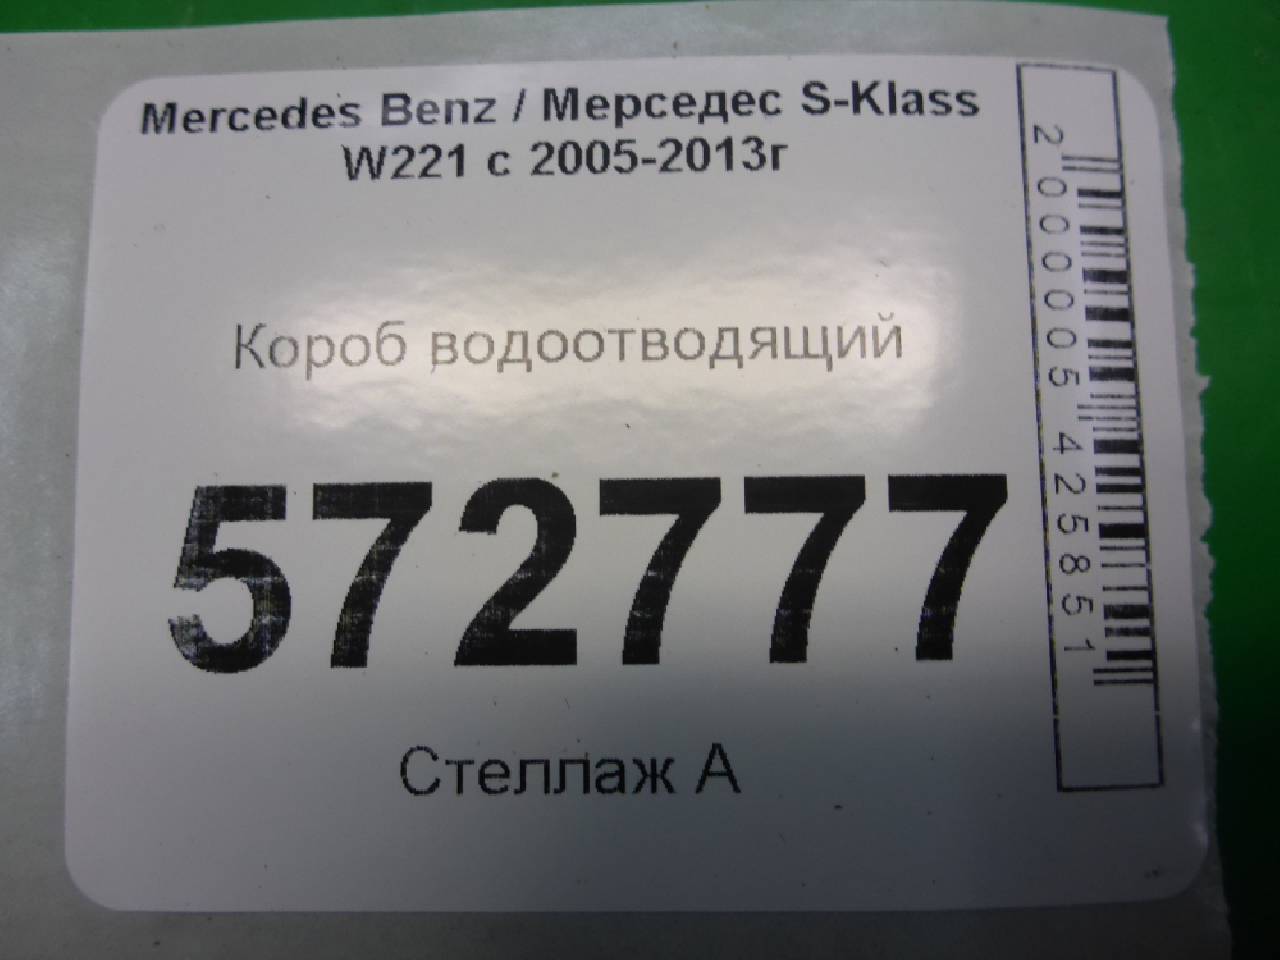 Mercedes Benz / Мерседес S-Klass
W221 с 2005-2013г
Короб водоотводящий
572777
Стеллаж А
2000005425851